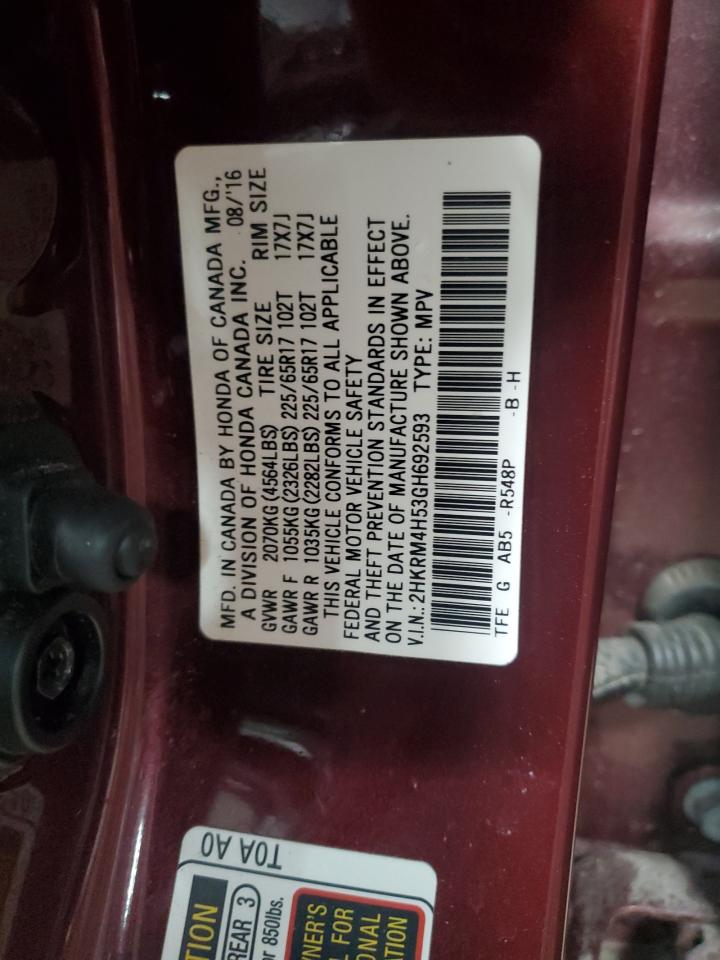 MFD. IN CANADA BY HONDA OF CANADA MFG.,
A DIVISION OF HONDA CANADA INC. 08/'16
GVWR 2070KG(4564LBS) TIRE SIZE RIM SIZE
GAWR F 1055KG(2326LBS) 225/65R17 102T 17X7J
GAWR R 1035KG(2282LBS) 225/65R17 102T 17X7J
THIS VEHICLE CONFORMS TO ALL APPLICABLE
FEDERAL MOTOR VEHICLE SAFETY
AND THEFT PREVENTION STANDARDS IN EFFECT
ON THE DATE OF MANUFACTURE SHOWN ABOVE.
V.I.N.:2HKRM4H53GH692593 TYPE: MPV
TFE G AB5 -R548P -B -H
T0A A0
REAR 3
850lbs.
FOR